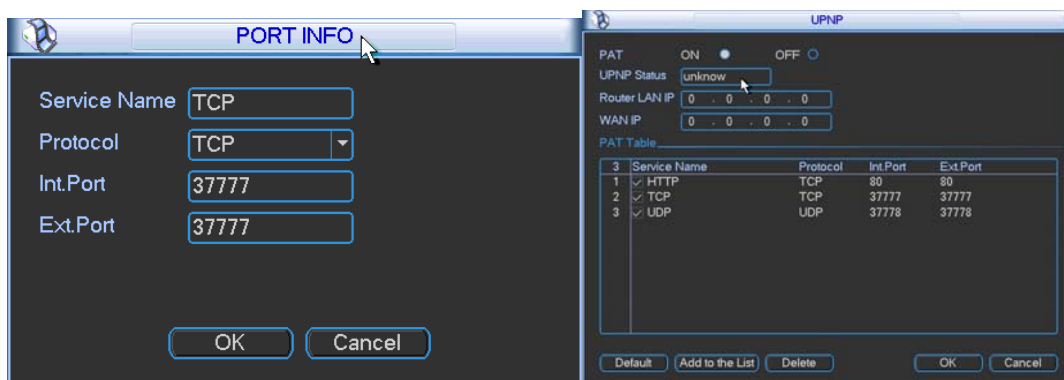 PORT INFO
Service Name TCP
Protocol TCP
Int.Port 37777
Ext.Port 37777
OK Cancel
UPNP
PAT ON OFF
UPNP Status unknow
Router LAN IP 0 . 0 . 0 . 0
WAN IP 0 . 0 . 0 . 0
PAT Table
3 Service Name Protocol Int.Port Ext.Port
1 HTTP TCP 80 80
2 TCP TCP 37777 37777
3 UDP UDP 37778 37778
Default Add to the List Delete OK Cancel